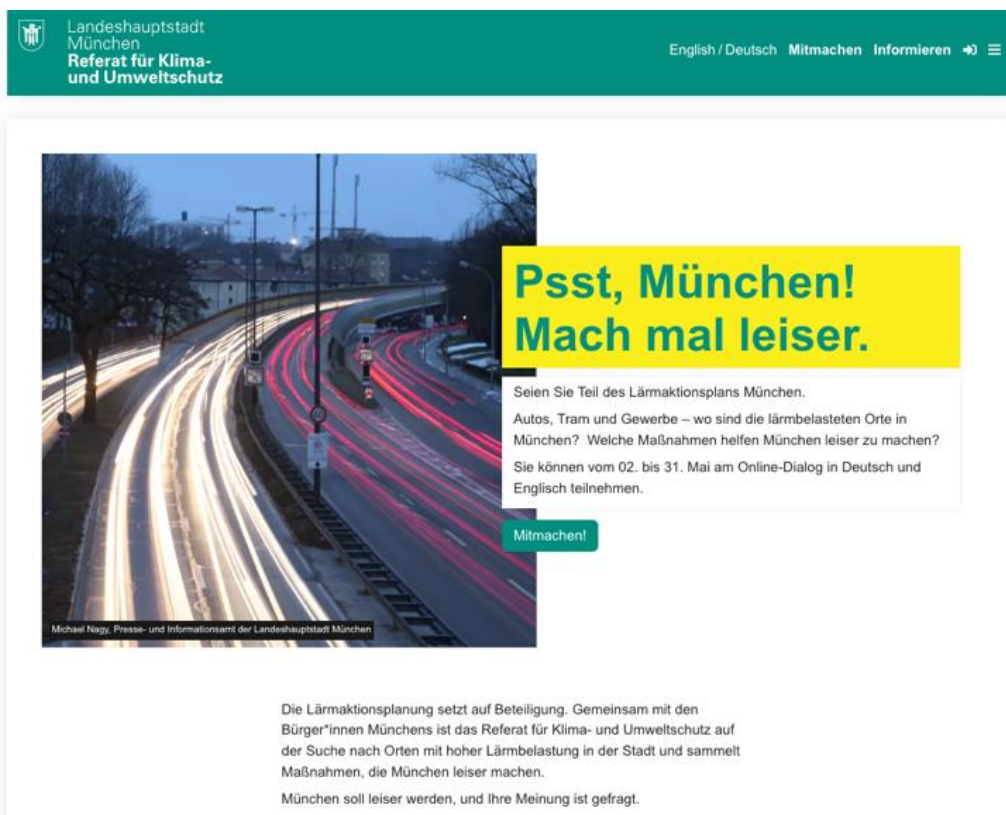 Landeshauptstadt
München
Referat für Klima-
und Umweltschutz
English / Deutsch Mitmachen Informieren
Psst, München!
Mach mal leiser.
Seien Sie Teil des Lärmaktionsplans München.
Autos, Tram und Gewerbe – wo sind die lärmbelasteten Orte in
München? Welche Maßnahmen helfen München leiser zu machen?
Sie können vom 02. bis 31. Mai am Online-Dialog in Deutsch und
Englisch teilnehmen.
Mitmachen!
60
Michael Nagy, Presse- und Informationsamt der Landeshauptstadt München
Die Lärmaktionsplanung setzt auf Beteiligung. Gemeinsam mit den
Bürger*innen Münchens ist das Referat für Klima- und Umweltschutz auf
der Suche nach Orten mit hoher Lärmbelastung in der Stadt und sammelt
Maßnahmen, die München leiser machen.
München soll leiser werden, und Ihre Meinung ist gefragt.